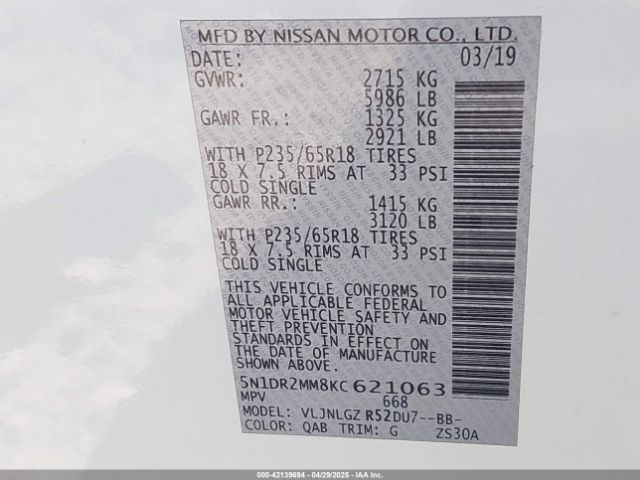 MFD BY NISSAN MOTOR CO., LTD.
DATE: 03/19
GVWR: 2715 KG
5986 LB
GAWR FR.: 1325 KG
2921 LB
WITH P235/65R18 TIRES
18 X 7.5 RIMS AT 33 PSI
COLD SINGLE
GAWR RR.: 1415 KG
3120 LB
WITH P235/65R18 TIRES
18 X 7.5 RIMS AT 33 PSI
COLD SINGLE
THIS VEHICLE CONFORMS TO
ALL APPLICABLE FEDERAL
MOTOR VEHICLE SAFETY AND
THEFT PREVENTION
STANDARDS IN EFFECT ON
THE DATE OF MANUFACTURE
SHOWN ABOVE.
5N1DR2MM8KC621063
MPV 668
MODEL: VLJNLGZ R52DU7--BB-
COLOR: QAB TRIM: G ZS30A
000-42139694 - 04/29/2025 - IAAI.COM